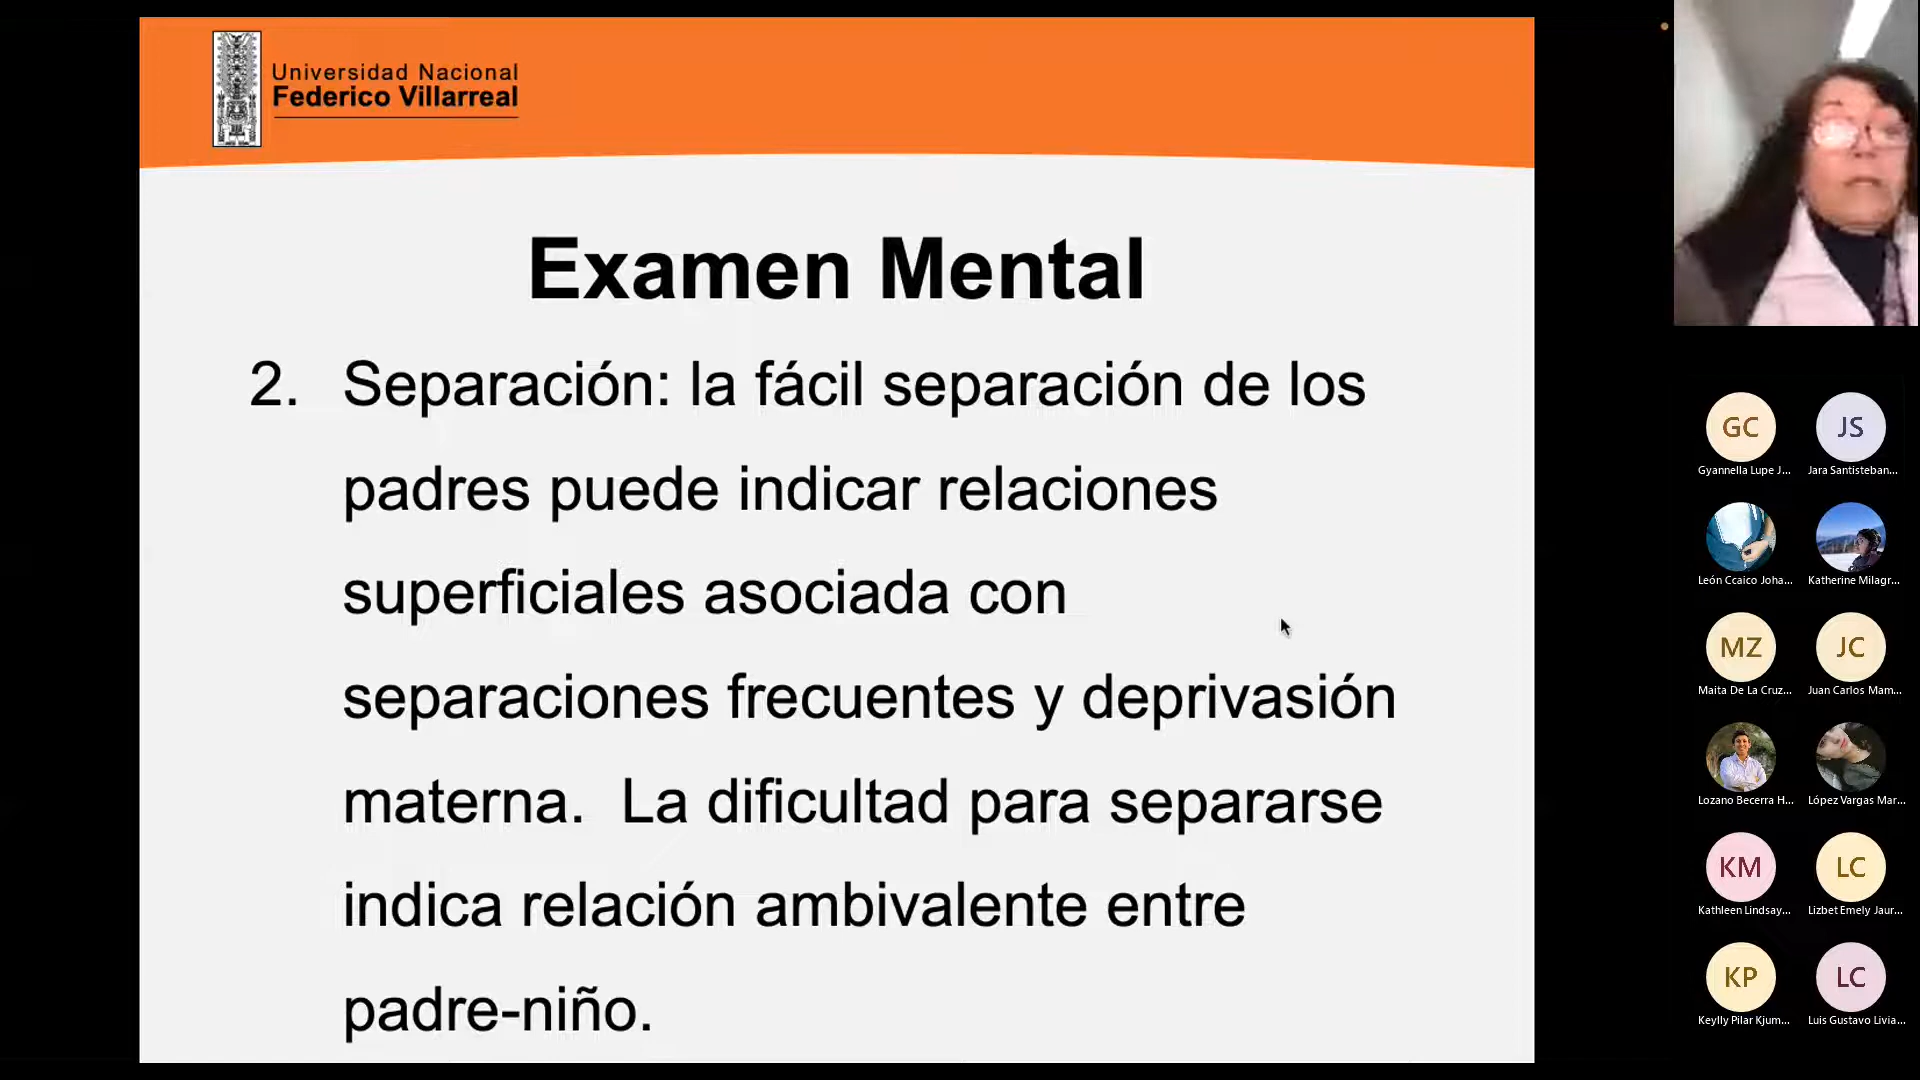 Universidad Nacional
Federico Villarreal
Examen Mental
2. Separación: la fácil separación de los
padres puede indicar relaciones
superficiales asociada con
separaciones frecuentes y deprivasión
materna. La dificultad para separarse
indica relación ambivalente entre
padre-niño.
GC JS
Gyannella Lupe J... Jara Santisteban...
León Ccaico Joha... Katherine Milagr...
MZ JC
Maita De La Cruz... Juan Carlos Mam...
Lozano Becerra H... López Vargas Mar...
KM LC
Kathleen Lindsay... Lizbet Emely Jaur...
KP LC
Keylly Pilar Kjum... Luis Gustavo Livia...